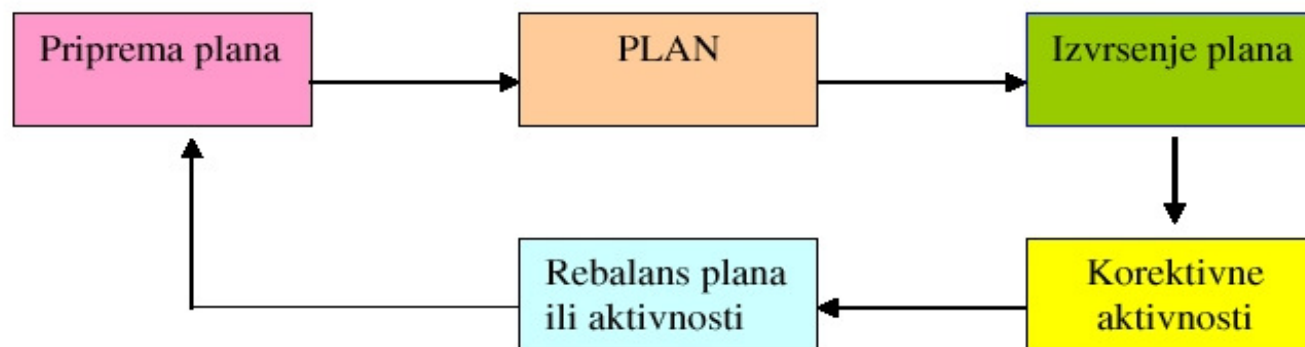 Priprema plana
PLAN
Izvrsenje plana
Rebalans plana
ili aktivnosti
Korektivne
aktivnosti